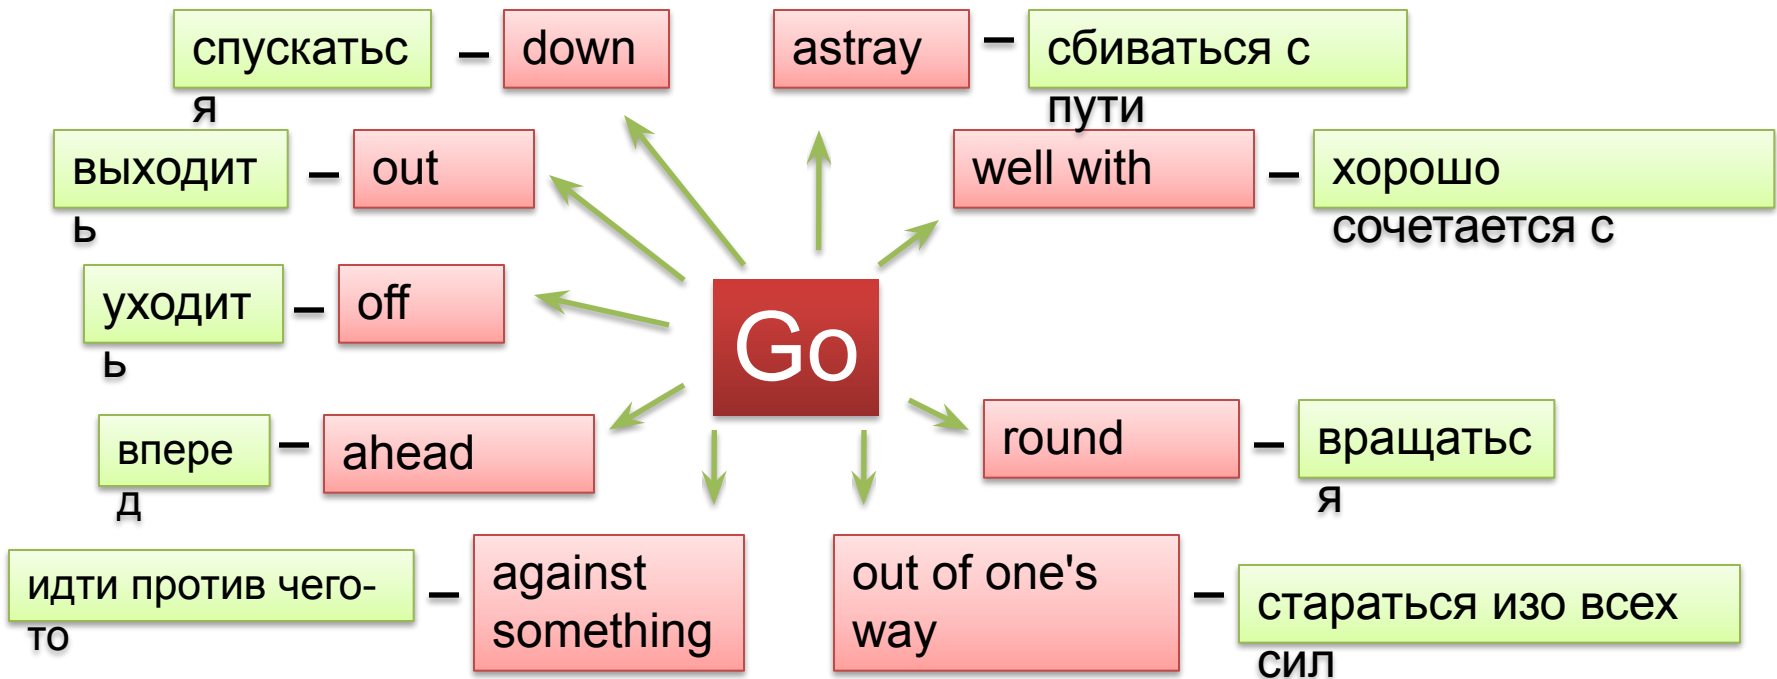 спускатьс
я
–
down
astray
–
сбиваться с
пути
выходит
ь
–
out
well with
–
хорошо
сочетается с
уходит
ь
–
off
Go
впере
д
–
ahead
round
–
вращатьс
я
идти против чего-
то
–
against
something
out of one's
way
–
стараться изо всех
сил